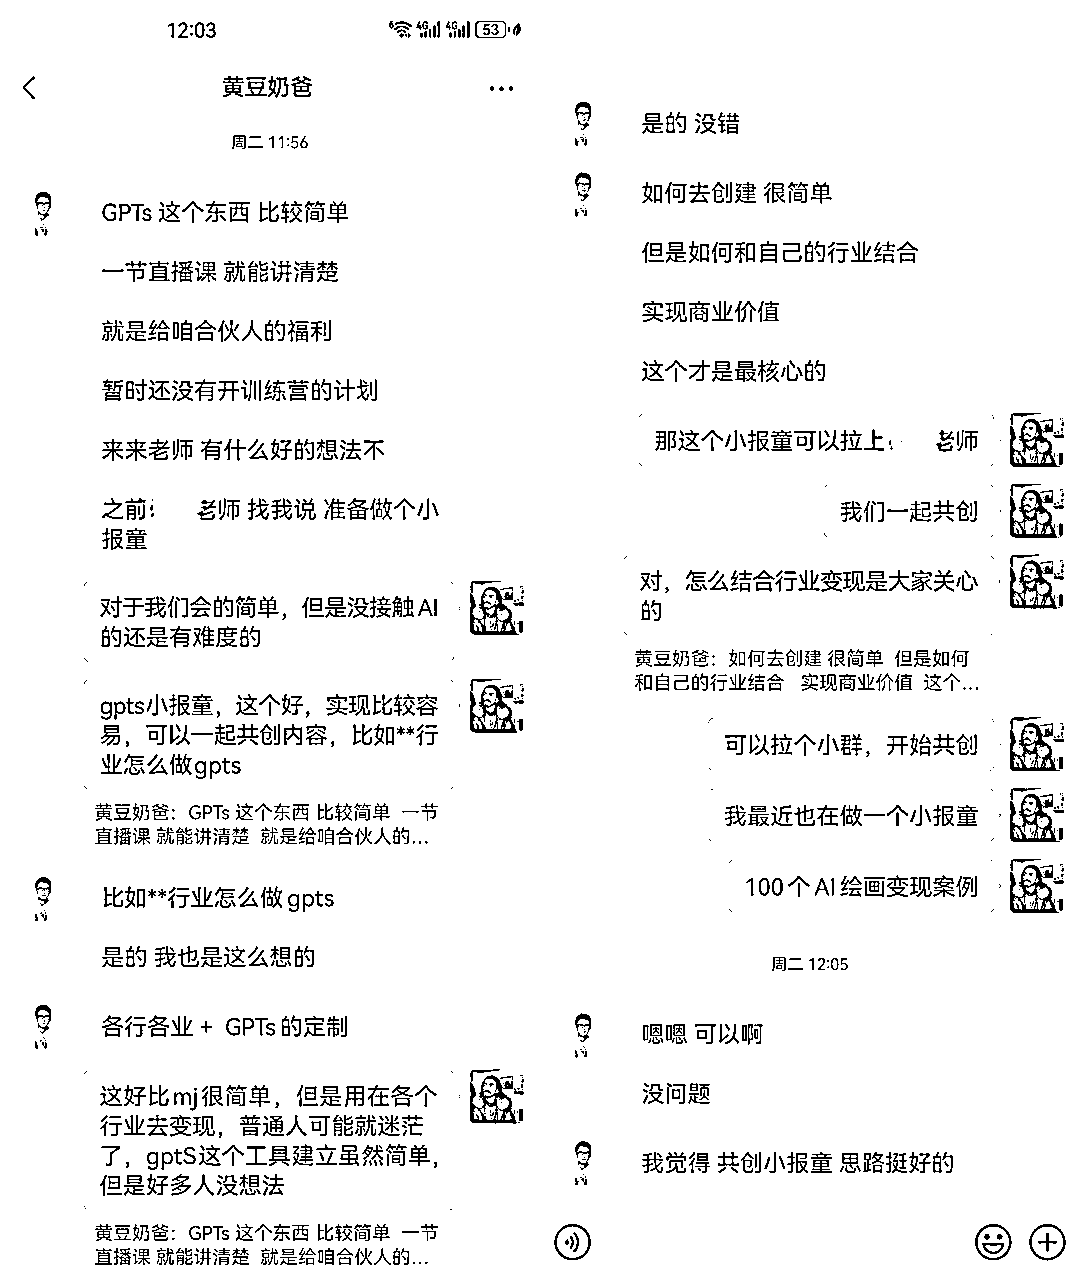 12:03
6 4G 4G 53
黄豆奶爸
周二 11:56
GPTs 这个东西 比较简单
一节直播课 就能讲清楚
就是给咱合伙人的福利
暂时还没有开训练营的计划
来来老师 有什么好的想法不
之前 老师 找我说 准备做个小
报童
对于我们会的简单，但是没接触AI
的还是有难度的
gpts小报童，这个好，实现比较容
易，可以一起共创内容，比如**行
业怎么做gpts
黄豆奶爸：GPTs 这个东西 比较简单 一节
直播课 就能讲清楚 就是给咱合伙人的...
比如**行业怎么做 gpts
是的 我也是这么想的
各行各业 + GPTs 的定制
这好比mj很简单，但是用在各个
行业去变现，普通人可能就迷茫
了，gptS这个工具建立虽然简单，
但是好多人没想法
黄豆奶爸：GPTs 这个东西 比较简单 一节
直播课 就能讲清楚 就是给咱合伙人的...
是的 没错
如何去创建 很简单
但是如何和自己的行业结合
实现商业价值
这个才是最核心的
那这个小报童可以拉上 老师
我们一起共创
对，怎么结合行业变现是大家关心
的
黄豆奶爸：如何去创建 很简单 但是如何
和自己的行业结合 实现商业价值 这个...
可以拉个小群，开始共创
我最近也在做一个小报童
100个AI绘画变现案例
周二 12:05
嗯嗯 可以啊
没问题
我觉得 共创小报童 思路挺好的